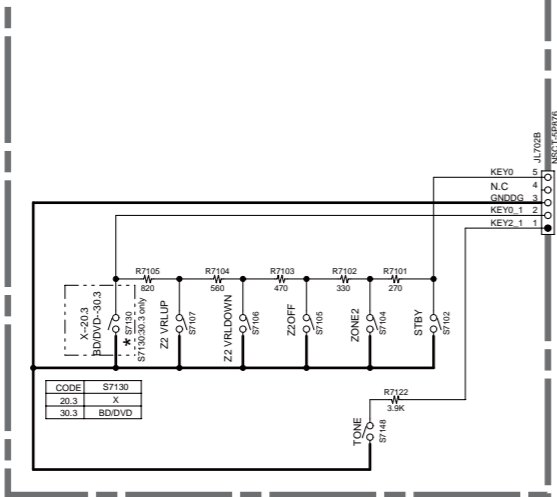 JL702B
NSCT-5P876
KEY0 5
N.C 4
GNDDG 3
KEY0_1 2
KEY2_1 1
R7105
820
R7104
560
R7103
470
R7102
330
R7101
270
X--20.3
BD/DVD--30.3
S7130
*
S7130:30.3 only
Z2 VRLUP
S7107
Z2 VRLDOWN
S7106
Z2OFF
S7105
ZONE2
S7104
STBY
S7102
CODE S7130
20.3 X
30.3 BD/DVD
R7122
3.9K
TONE
S7148